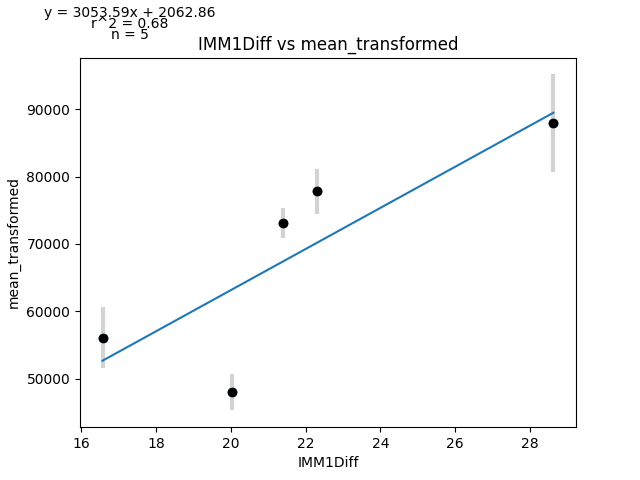 y = 3053.59x + 2062.86
r^2 = 0.68
n = 5
IMM1Diff vs mean_transformed
mean_transformed
90000
80000
70000
60000
50000
16
18
20
22
24
26
28
IMM1Diff